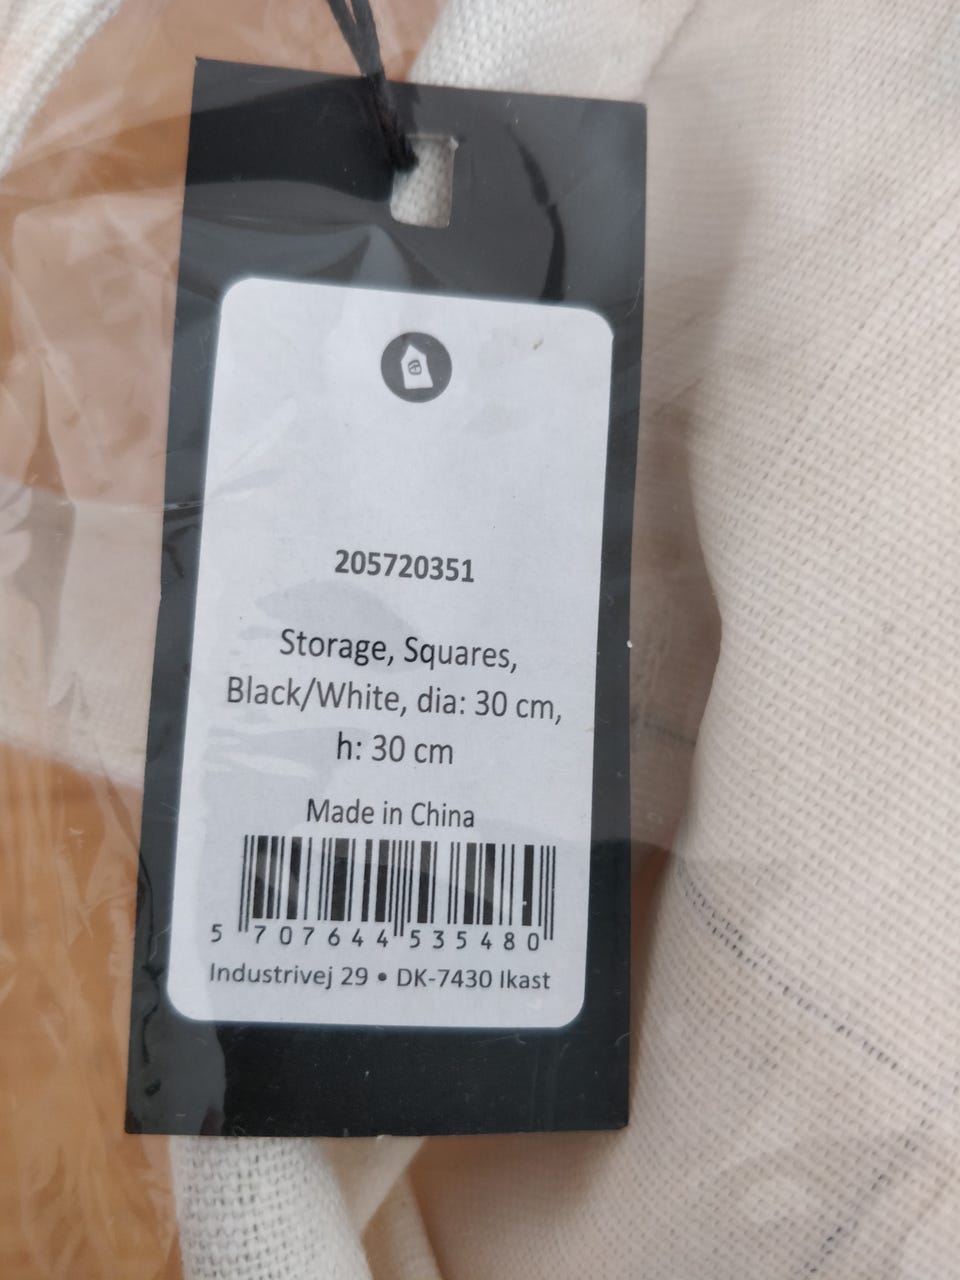 205720351
Storage, Squares,
Black/White, dia: 30 cm,
h: 30 cm
Made in China
5 707644 535480
Industrivej 29 • DK-7430 Ikast